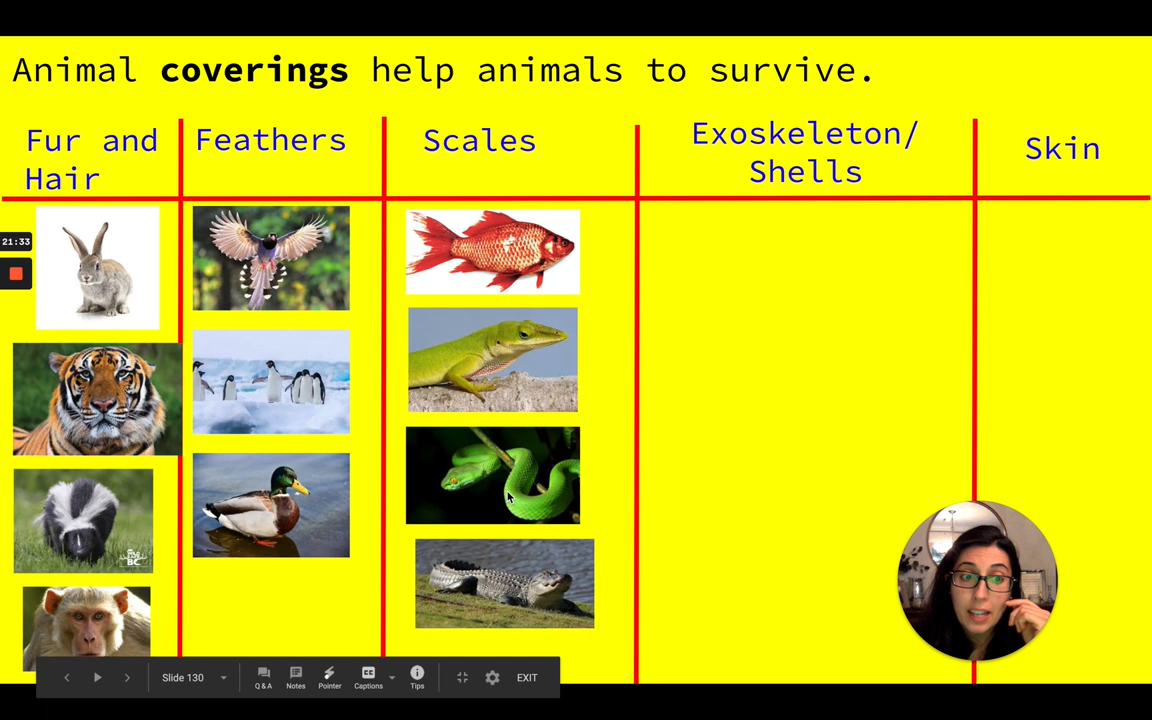 Animal coverings help animals to survive.
Fur and
Hair
Feathers
Scales
Exoskeleton/
Shells
Skin
21:33
BC
Slide 130
Q & A
Notes
Pointer
Captions
Tips
EXIT